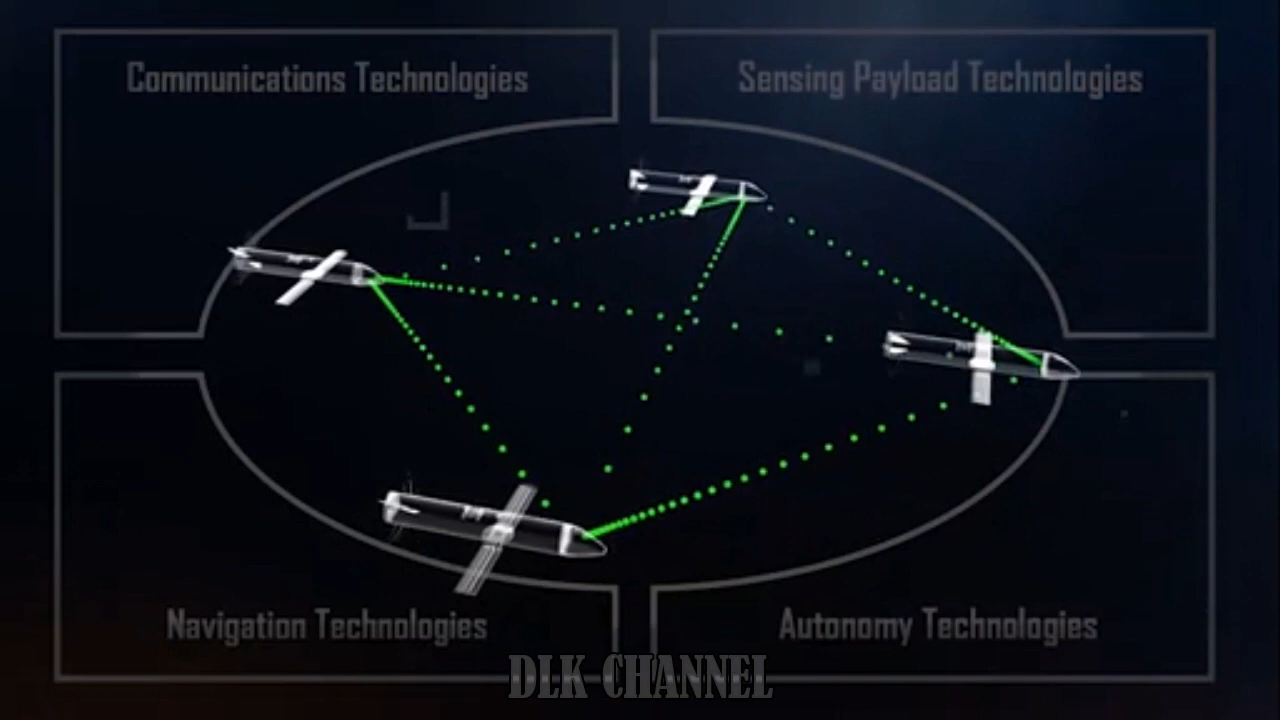 Communications Technologies
Sensing Payload Technologies
Navigation Technologies
Autonomy Technologies
DLK CHANNEL